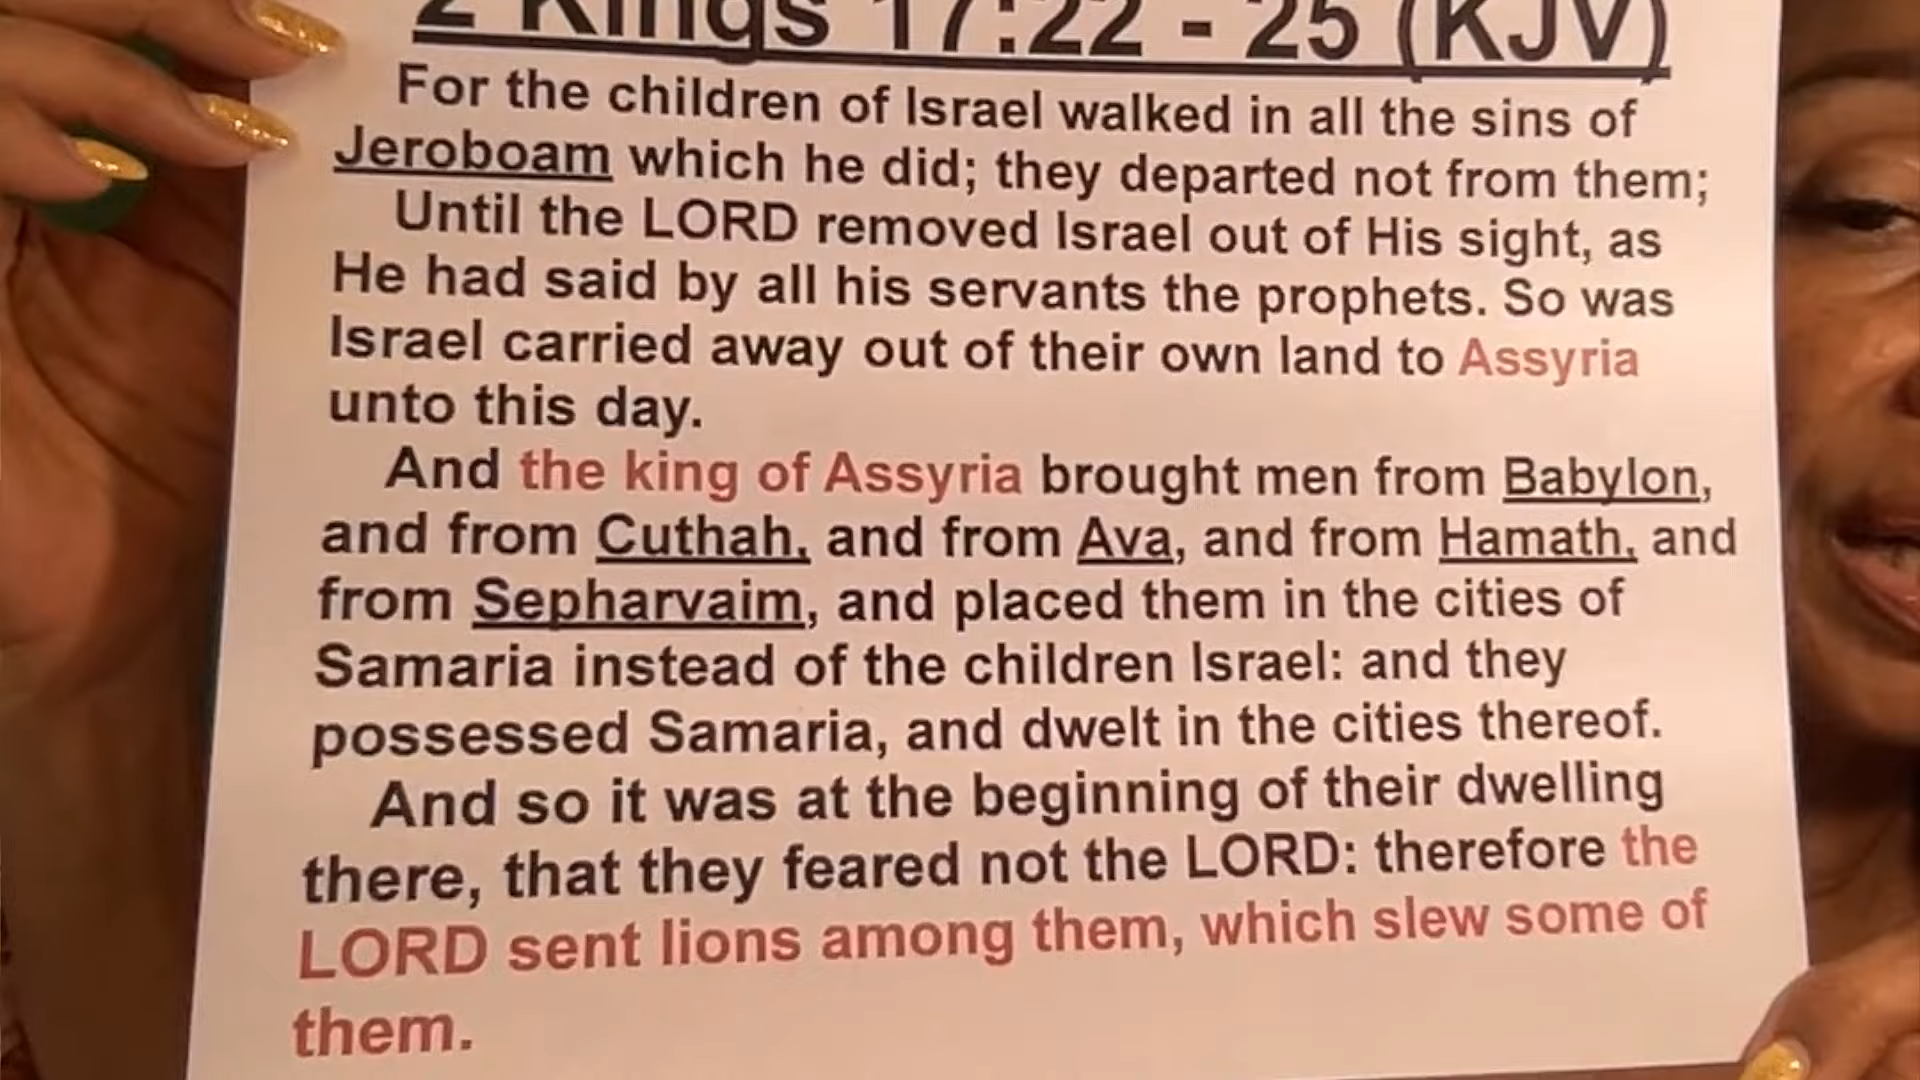 2 Kings 17:22 - 25 (KJV)
For the children of Israel walked in all the sins of
Jeroboam which he did; they departed not from them;
Until the LORD removed Israel out of His sight, as
He had said by all his servants the prophets. So was
Israel carried away out of their own land to Assyria
unto this day.
And the king of Assyria brought men from Babylon,
and from Cuthah, and from Ava, and from Hamath, and
from Sepharvaim, and placed them in the cities of
Samaria instead of the children Israel: and they
possessed Samaria, and dwelt in the cities thereof.
And so it was at the beginning of their dwelling
there, that they feared not the LORD: therefore the
LORD sent lions among them, which slew some of
them.